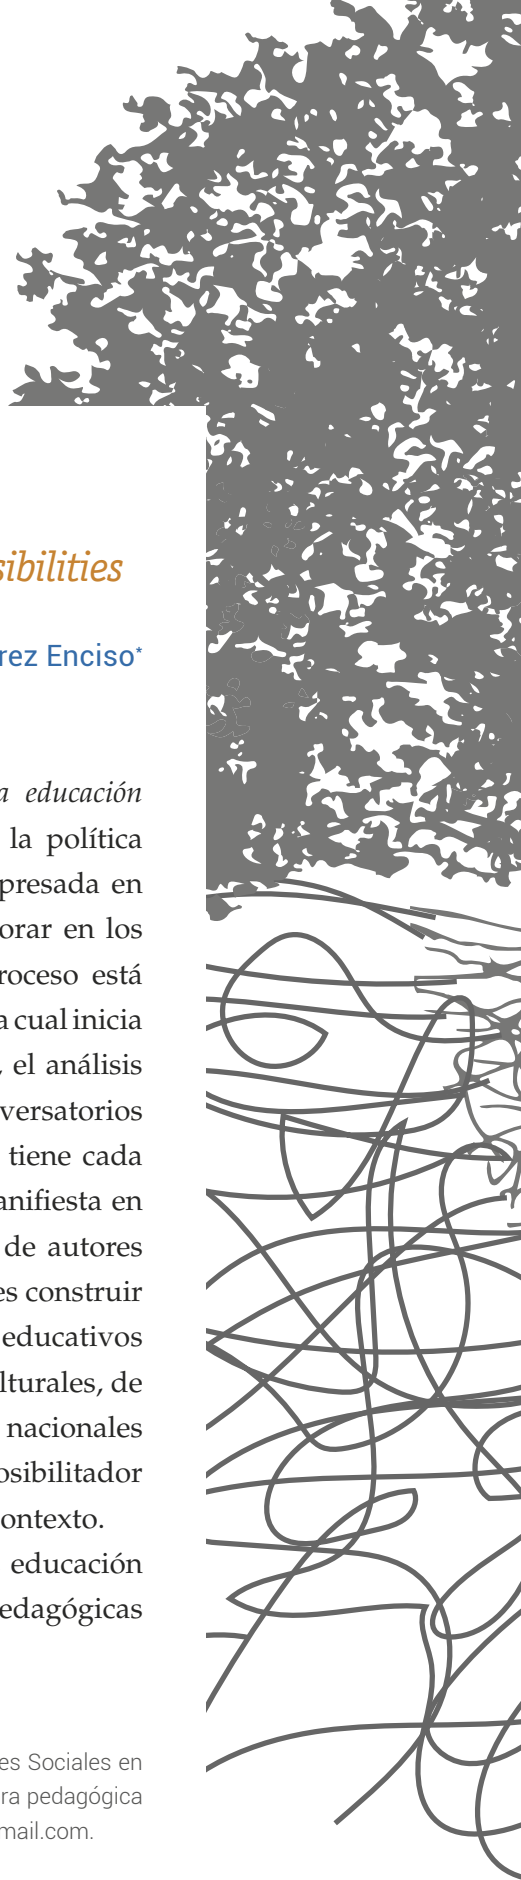 sibilities
rez Enciso*
a educación
la política
presada en
orar en los
roceso está
a cual inicia
, el análisis
versatorios
tiene cada
anifiesta en
de autores
es construir
educativos
lturales, de
nacionales
osibilitador
ontexto.
educación
edagógicas
es Sociales en
ra pedagógica
mail.com.